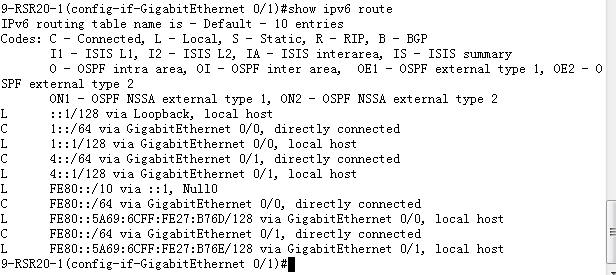 9-RSR20-1(config-if-GigabitEthernet 0/1)#show ipv6 route
IPv6 routing table name is - Default - 10 entries
Codes: C - Connected, L - Local, S - Static, R - RIP, B - BGP
I1 - ISIS L1, I2 - ISIS L2, IA - ISIS interarea, IS - ISIS summary
O - OSPF intra area, OI - OSPF inter area, OE1 - OSPF external type 1, OE2 - O
SPF external type 2
ON1 - OSPF NSSA external type 1, ON2 - OSPF NSSA external type 2
L ::1/128 via Loopback, local host
C 1::/64 via GigabitEthernet 0/0, directly connected
L 1::1/128 via GigabitEthernet 0/0, local host
C 4::/64 via GigabitEthernet 0/1, directly connected
L 4::1/128 via GigabitEthernet 0/1, local host
L FE80::/10 via ::1, Null0
C FE80::/64 via GigabitEthernet 0/0, directly connected
L FE80::5A69:6CFF:FE27:B76D/128 via GigabitEthernet 0/0, local host
C FE80::/64 via GigabitEthernet 0/1, directly connected
L FE80::5A69:6CFF:FE27:B76E/128 via GigabitEthernet 0/1, local host
9-RSR20-1(config-if-GigabitEthernet 0/1)#